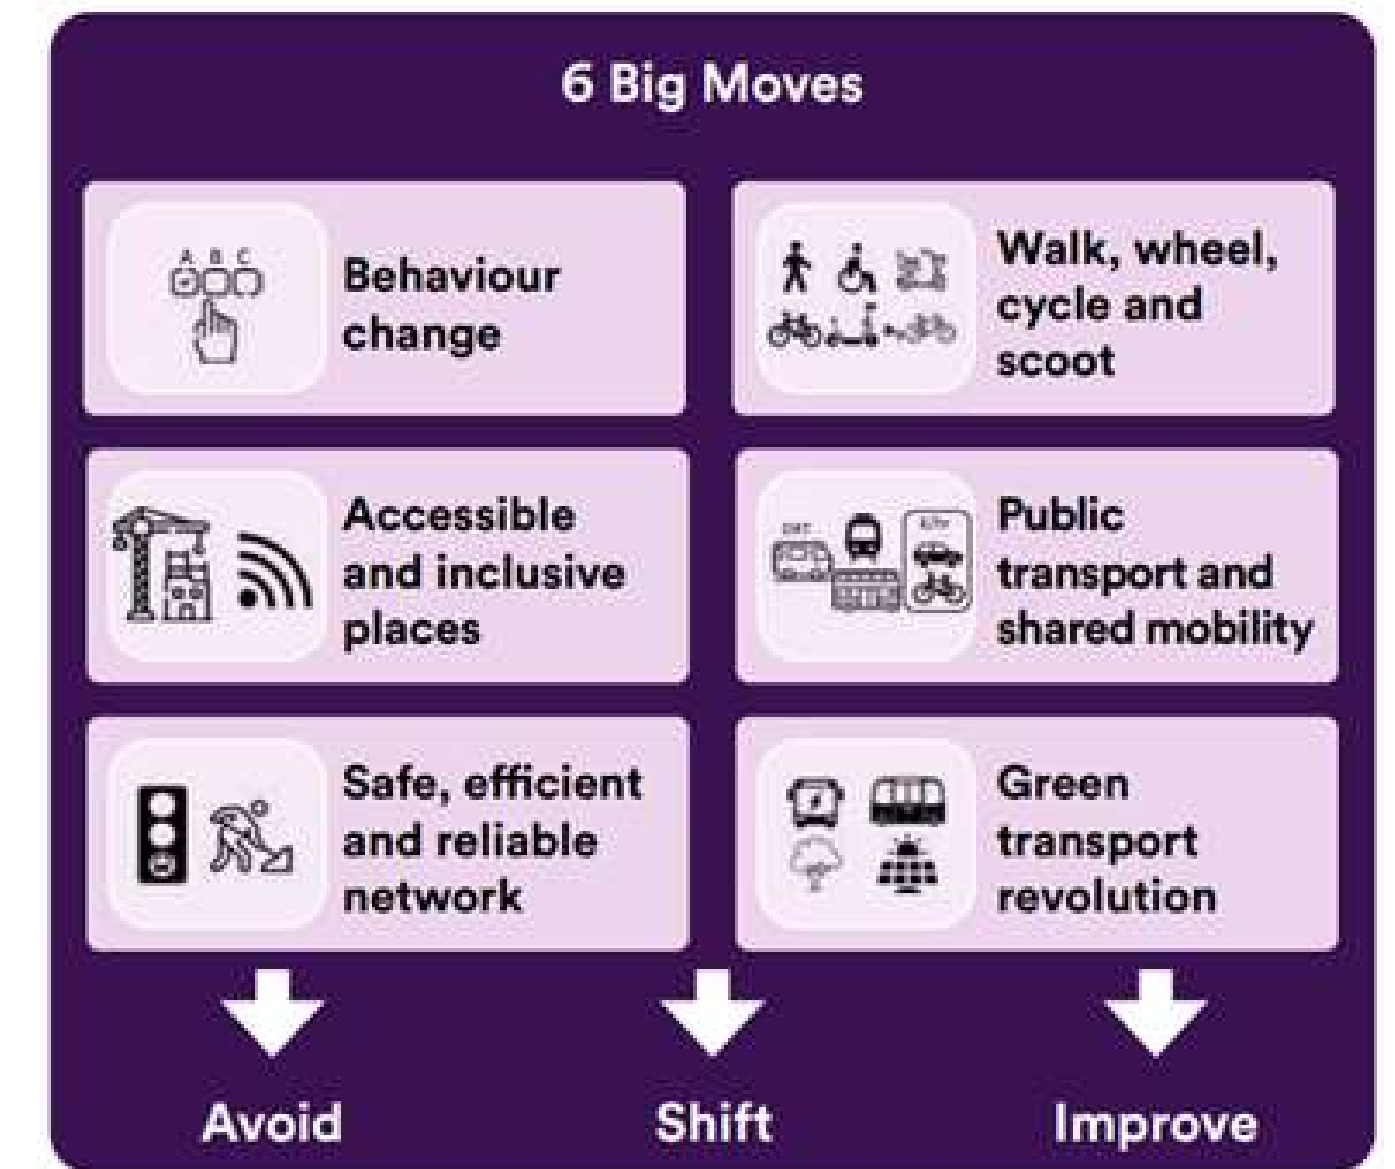 6 Big Moves
A B C
Behaviour
change
Walk, wheel,
cycle and
scoot
Accessible
and inclusive
places
DRT
Public
transport and
shared mobility
Safe, efficient
and reliable
network
Green
transport
revolution
Avoid
Shift
Improve